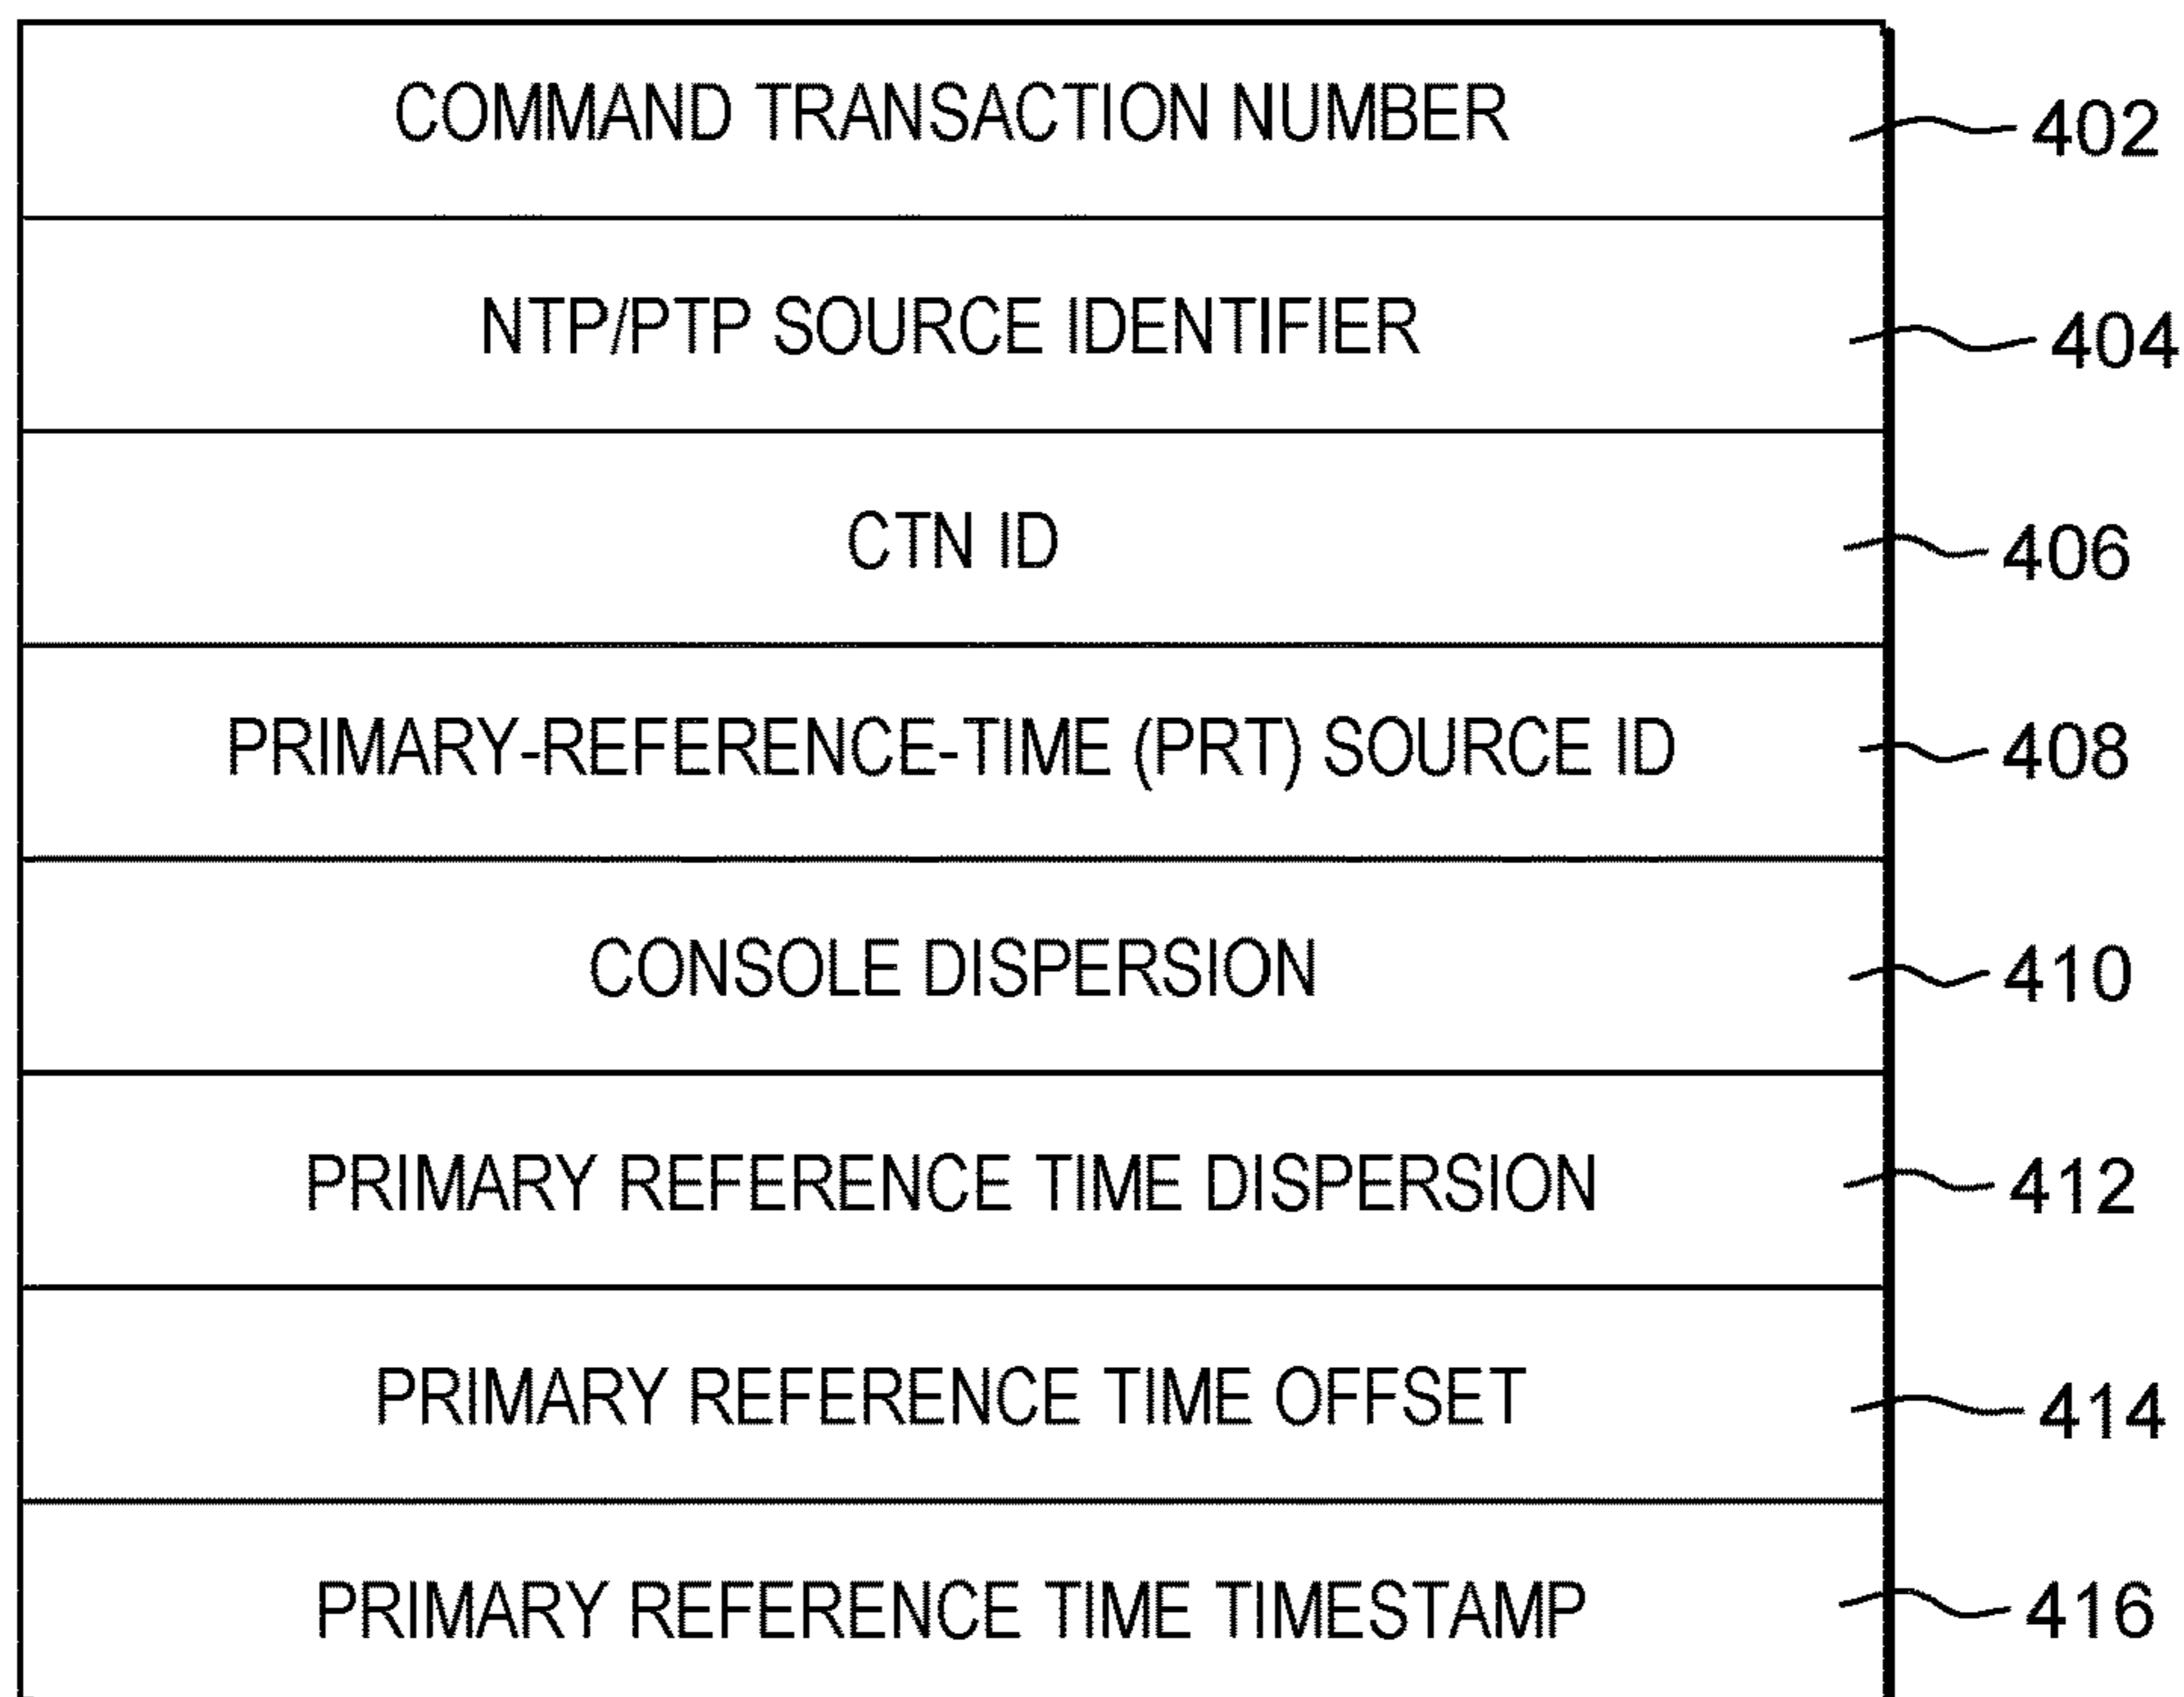 COMMAND TRANSACTION NUMBER 402
NTP/PTP SOURCE IDENTIFIER 404
CTN ID 406
PRIMARY-REFERENCE-TIME (PRT) SOURCE ID 408
CONSOLE DISPERSION 410
PRIMARY REFERENCE TIME DISPERSION 412
PRIMARY REFERENCE TIME OFFSET 414
PRIMARY REFERENCE TIME TIMESTAMP 416